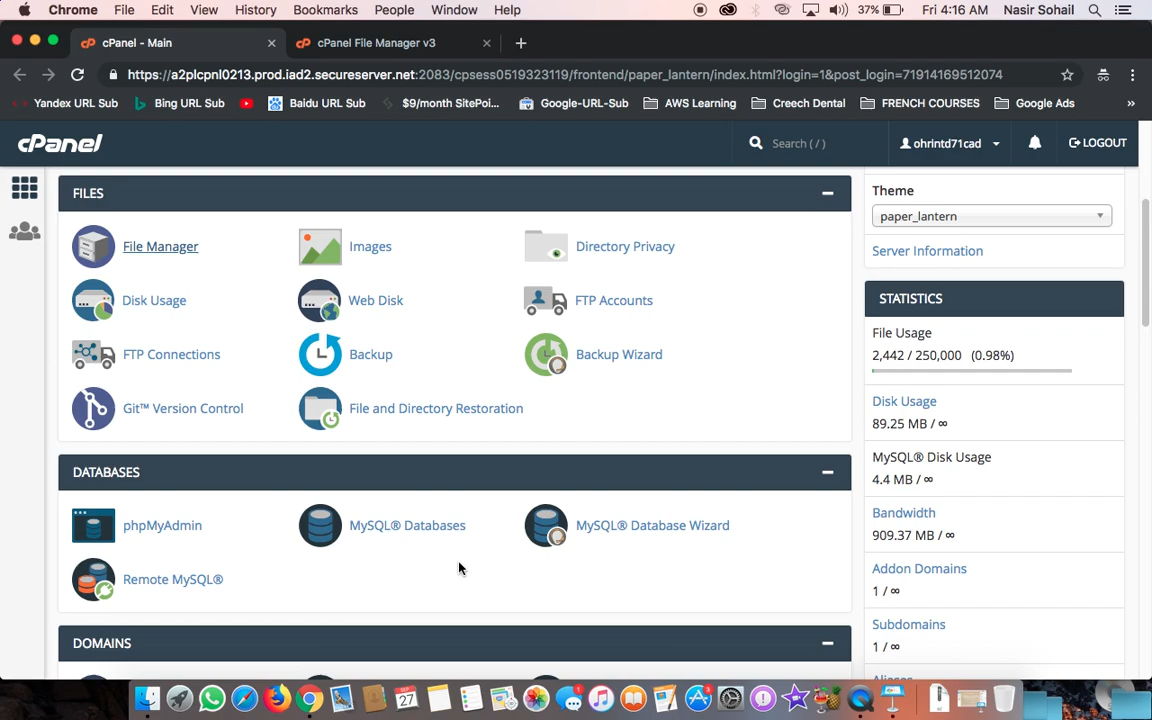 Chrome File Edit View History Bookmarks People Window Help 37% Fri 4:16 AM Nasir Sohail
cPanel - Main
cPanel File Manager v3
https://a2plcpnl0213.prod.iad2.secureserver.net:2083/cpsess0519323119/frontend/paper_lantern/index.html?login=1&post_login=71914169512074
Yandex URL Sub Bing URL Sub Baidu URL Sub $9/month SitePoi... Google-URL-Sub AWS Learning Creech Dental FRENCH COURSES Google Ads »
cPanel Search ( / ) ohrintd71cad LOGOUT
FILES
File Manager Images Directory Privacy
Disk Usage Web Disk FTP Accounts
FTP Connections Backup Backup Wizard
Git™ Version Control File and Directory Restoration
DATABASES
phpMyAdmin MySQL® Databases MySQL® Database Wizard
Remote MySQL®
DOMAINS
Theme
paper_lantern
Server Information
STATISTICS
File Usage
2,442 / 250,000 (0.98%)
Disk Usage
89.25 MB / ∞
MySQL® Disk Usage
4.4 MB / ∞
Bandwidth
909.37 MB / ∞
Addon Domains
1 / ∞
Subdomains
1 / ∞
Aliases
SEP
27
1
3